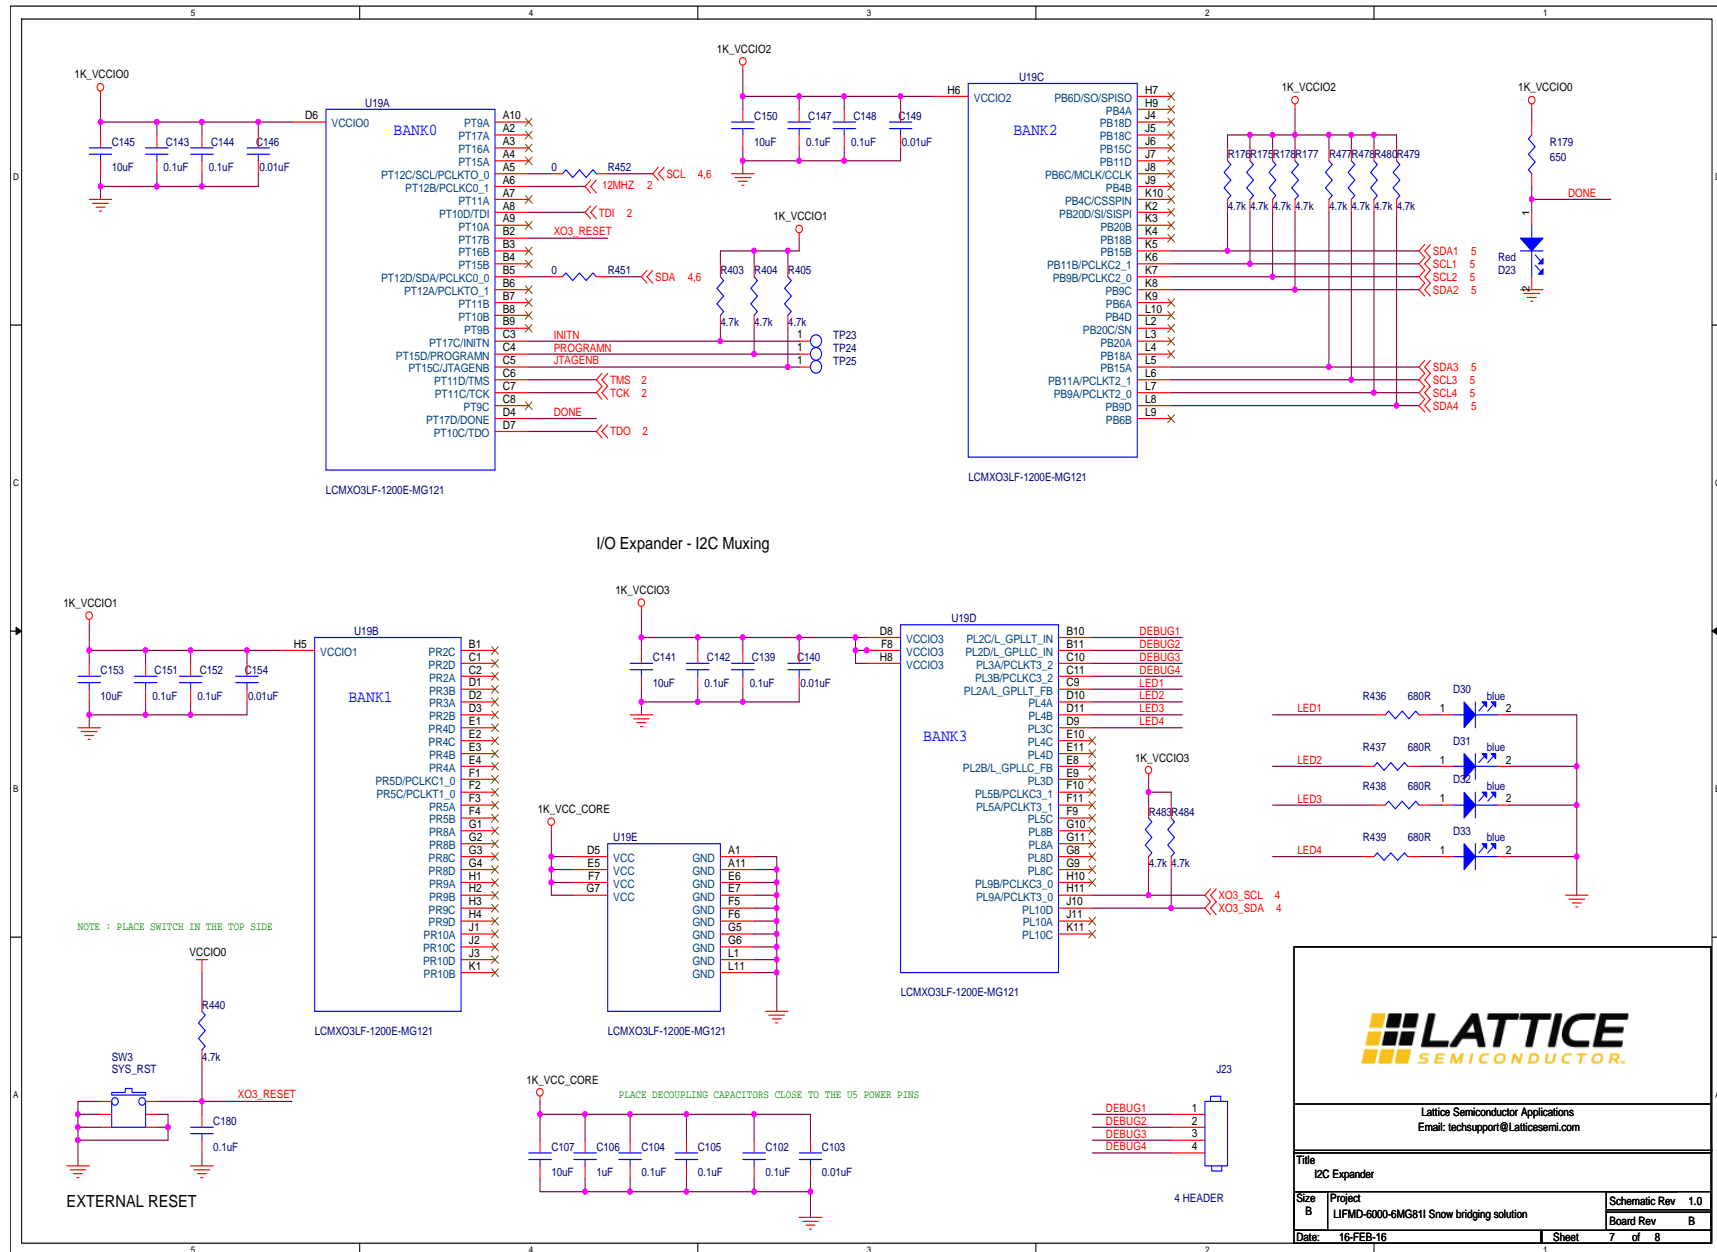 5 4 3 2 1
1K_VCCIO0
C145 C143 C144 C146
10uF 0.1uF 0.1uF 0.01uF
U19A
D6 VCCIO0
BANK0
PT9A A10
PT17A A2
PT16A A3
PT15A A4
PT12C/SCL/PCLKTO_0 A5 0 R452 SCL 4,6
PT12B/PCLKC0_1 A6 12MHZ 2
PT11A A7
PT10D/TDI A8 TDI 2
PT10A A9
PT17B B2 XO3_RESET
PT16B B3
PT15B B4
PT12D/SDA/PCLKC0_0 B5 0 R451 SDA 4,6
PT12A/PCLKTO_1 B6
PT11B B7
PT10B B8
PT9B B9
PT17C/INITN C3 INITN 1 TP23
PT15D/PROGRAMN C4 PROGRAMN 1 TP24
PT15C/JTAGENB C5 JTAGENB 1 TP25
PT11D/TMS C6 TMS 2
PT11C/TCK C7 TCK 2
PT9C C8
PT17D/DONE D4 DONE
PT10C/TDO D7 TDO 2
LCMXO3LF-1200E-MG121
1K_VCCIO1
R403 R404 R405
4.7k 4.7k 4.7k
1K_VCCIO2
C150 C147 C148 C149
10uF 0.1uF 0.1uF 0.01uF
U19C
H6 VCCIO2
BANK2
PB6D/SO/SPISO H7
PB4A H9
PB18D J4
PB18C J5
PB15C J6
PB11D J7
PB6C/MCLK/CCLK J8
PB4B J9
PB4C/CSSPIN K10
PB20D/SI/SISPI K2
PB20B K3
PB18B K4
PB15B K5 SDA1 5
PB11B/PCLKC2_1 K6 SCL1 5
PB9B/PCLKC2_0 K7 SCL2 5
PB9C K8 SDA2 5
PB6A K9
PB4D L10
PB20C/SN L2
PB20A L3
PB18A L4
PB15A L5 SDA3 5
PB11A/PCLKT2_1 L6 SCL3 5
PB9A/PCLKT2_0 L7 SCL4 5
PB9D L8 SDA4 5
PB6B L9
LCMXO3LF-1200E-MG121
1K_VCCIO2
R176 R175 R178 R177 R477 R478 R480 R479
4.7k 4.7k 4.7k 4.7k 4.7k 4.7k 4.7k 4.7k
1K_VCCIO0
R179
650
DONE
1
Red
D23
2
D
C
I/O Expander - I2C Muxing
1K_VCCIO1
C153 C151 C152 C154
10uF 0.1uF 0.1uF 0.01uF
U19B
H5 VCCIO1
BANK1
PR2C B1
PR2D C1
PR2A C2
PR3B D1
PR3A D2
PR2B D3
PR4D E1
PR4C E2
PR4B E3
PR4A E4
PR5D/PCLKC1_0 F1
PR5C/PCLKT1_0 F2
PR5A F3
PR5B F4
PR8A G1
PR8B G2
PR8C G3
PR8D G4
PR9A H1
PR9B H2
PR9C H3
PR9D H4
PR10A J1
PR10C J2
PR10D J3
PR10B K1
LCMXO3LF-1200E-MG121
1K_VCCIO3
C141 C142 C139 C140
10uF 0.1uF 0.1uF 0.01uF
U19D
D8 VCCIO3
F8 VCCIO3
H8 VCCIO3
BANK3
PL2C/L_GPLLT_IN B10 DEBUG1
PL2D/L_GPLLC_IN B11 DEBUG2
PL3A/PCLKT3_2 C10 DEBUG3
PL3B/PCLKC3_2 C11 DEBUG4
PL2A/L_GPLLT_FB C9 LED1
PL4A D10 LED2
PL4B D11 LED3
PL3C D9 LED4
PL4C E10
PL4D E11
PL2B/L_GPLLC_FB E8
PL3D E9
PL5B/PCLKC3_1 F10
PL5A/PCLKT3_1 F11
PL5C F9
PL8B G10
PL8A G11
PL8D G8
PL8C G9
PL9B/PCLKC3_0 H10
PL9A/PCLKT3_0 H11 XO3_SCL 4
PL10D J10 XO3_SDA 4
PL10A J11
PL10C K11
LCMXO3LF-1200E-MG121
1K_VCCIO3
R483 R484
4.7k 4.7k
LED1 R436 680R 1 D30 blue 2
LED2 R437 680R 1 D31 blue 2
LED3 R438 680R 1 D32 blue 2
LED4 R439 680R 1 D33 blue 2
B
1K_VCC_CORE
U19E
D5 VCC GND A1
E5 VCC GND A11
F7 VCC GND E6
G7 VCC GND E7
GND F5
GND F6
GND G5
GND G6
GND L1
GND L11
LCMXO3LF-1200E-MG121
NOTE : PLACE SWITCH IN THE TOP SIDE
VCCIO0
R440
4.7k
SW3
SYS_RST
XO3_RESET
C180
0.1uF
EXTERNAL RESET
A
1K_VCC_CORE
PLACE DECOUPLING CAPACITORS CLOSE TO THE U5 POWER PINS
C107 C106 C104 C105 C102 C103
10uF 1uF 0.1uF 0.1uF 0.1uF 0.01uF
J23
DEBUG1 1
DEBUG2 2
DEBUG3 3
DEBUG4 4
4 HEADER
LATTICE
SEMICONDUCTOR.
Lattice Semiconductor Applications
Email: techsupport@Latticesemi.com
Title
I2C Expander
Size Project Schematic Rev 1.0
B LIFMD-6000-6MG81I Snow bridging solution Board Rev B
Date: 16-FEB-16 Sheet 7 of 8
5 4 3 2 1